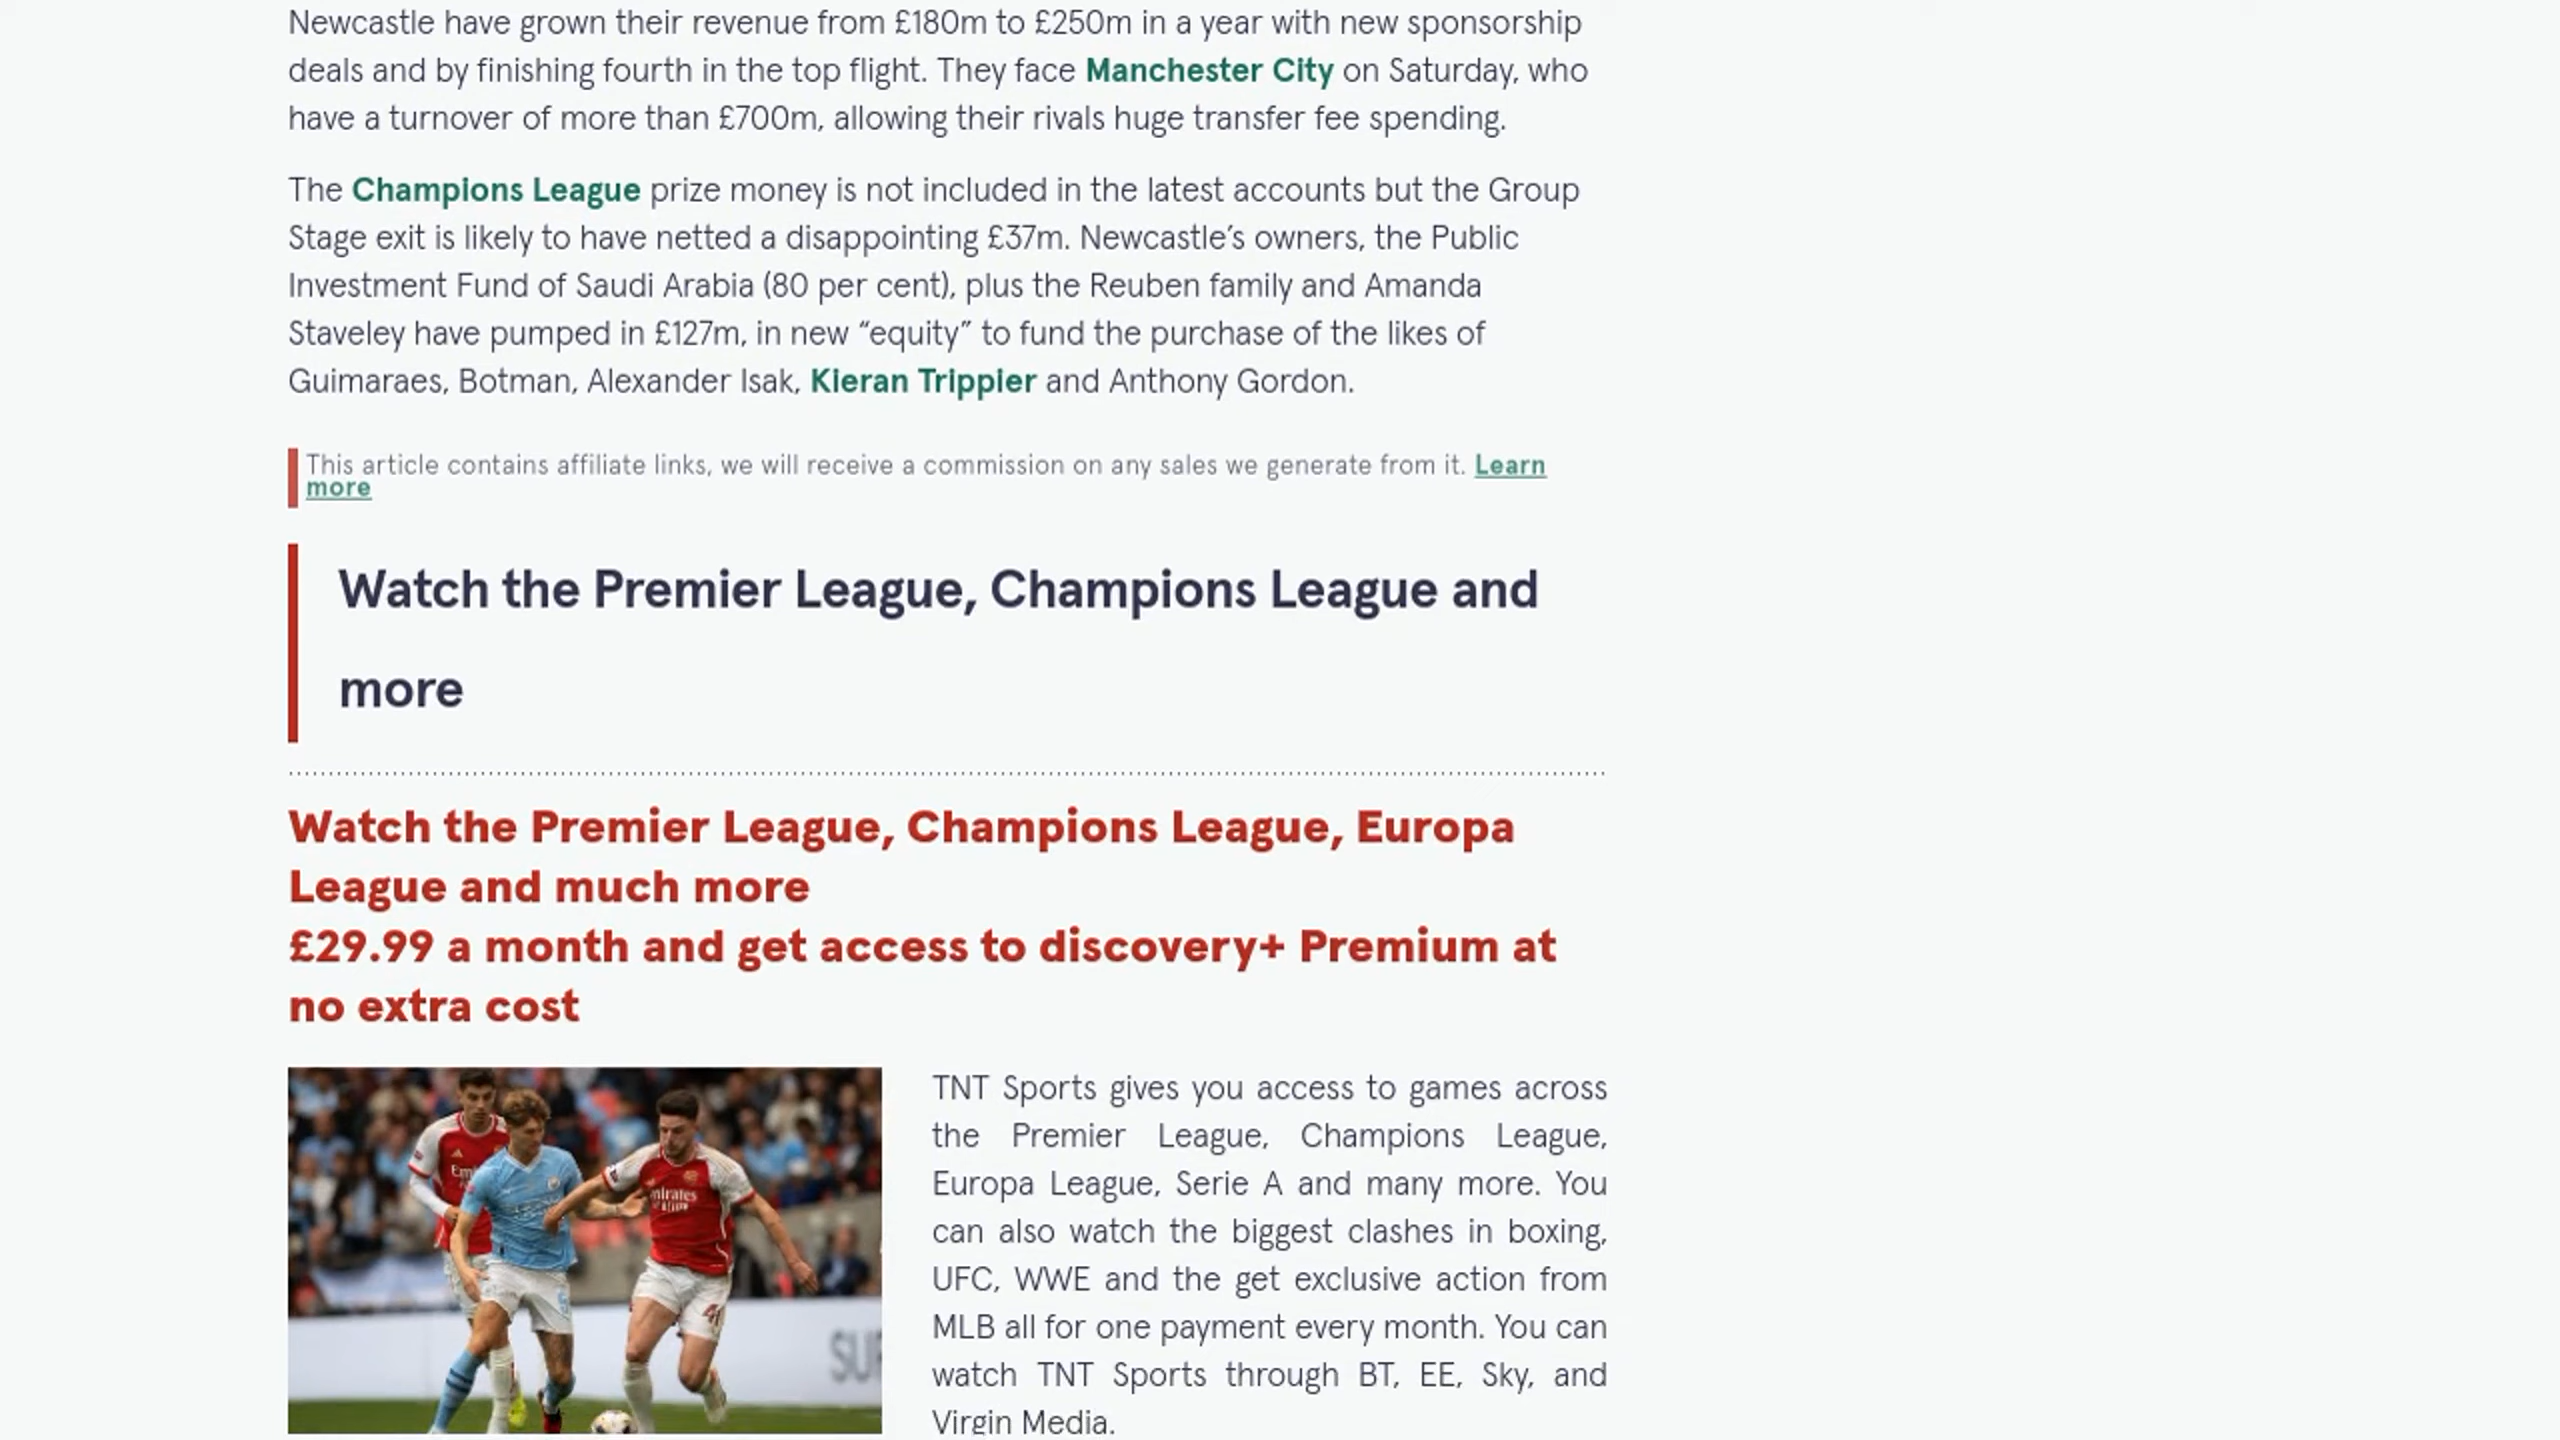 Newcastle have grown their revenue from £180m to £250m in a year with new sponsorship
deals and by finishing fourth in the top flight. They face Manchester City on Saturday, who
have a turnover of more than £700m, allowing their rivals huge transfer fee spending.
The Champions League prize money is not included in the latest accounts but the Group
Stage exit is likely to have netted a disappointing £37m. Newcastle’s owners, the Public
Investment Fund of Saudi Arabia (80 per cent), plus the Reuben family and Amanda
Staveley have pumped in £127m, in new “equity” to fund the purchase of the likes of
Guimaraes, Botman, Alexander Isak, Kieran Trippier and Anthony Gordon.
This article contains affiliate links, we will receive a commission on any sales we generate from it. Learn
more
Watch the Premier League, Champions League and
more
Watch the Premier League, Champions League, Europa
League and much more
£29.99 a month and get access to discovery+ Premium at
no extra cost
TNT Sports gives you access to games across
the Premier League, Champions League,
Europa League, Serie A and many more. You
can also watch the biggest clashes in boxing,
UFC, WWE and the get exclusive action from
MLB all for one payment every month. You can
watch TNT Sports through BT, EE, Sky, and
Virgin Media.